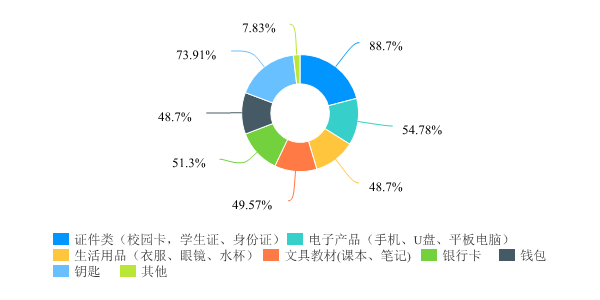 7.83%
73.91% 88.7%
48.7% 54.78%
51.3% 48.7%
49.57%
证件类（校园卡，学生证、身份证） 电子产品（手机、U盘、平板电脑）
生活用品（衣服、眼镜、水杯） 文具教材(课本、笔记) 银行卡 钱包
钥匙 其他